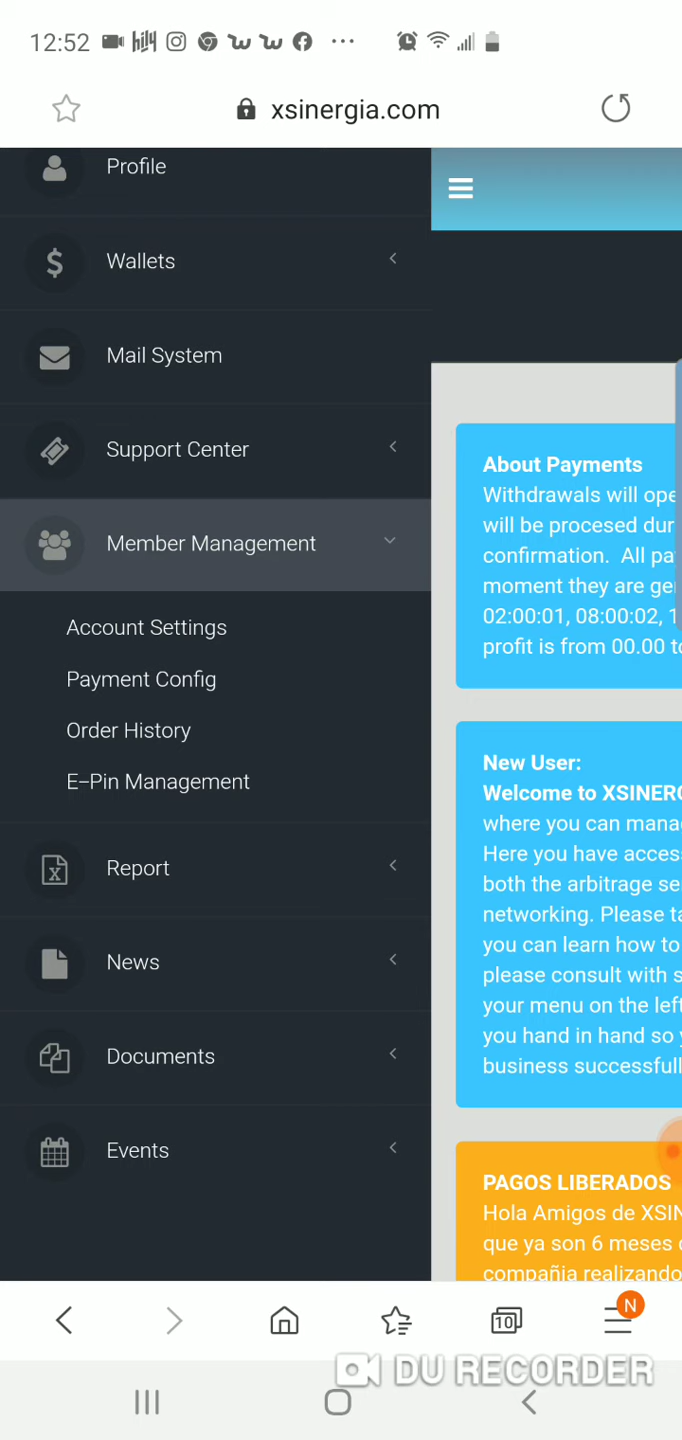 12:52
xsinergia.com
Profile
Wallets
Mail System
Support Center
Member Management
Account Settings
Payment Config
Order History
E-Pin Management
Report
News
Documents
Events
About Payments
Withdrawals will ope
will be procesed dur
confirmation. All pa
moment they are ge
02:00:01, 08:00:02, 1
profit is from 00.00 to
New User:
Welcome to XSINERG
where you can mana
Here you have acces
both the arbitrage se
networking. Please ta
you can learn how to
please consult with s
your menu on the left
you hand in hand so y
business successfull
PAGOS LIBERADOS
Hola Amigos de XSIN
que ya son 6 meses
compañia realizando
10
N
DU RECORDER